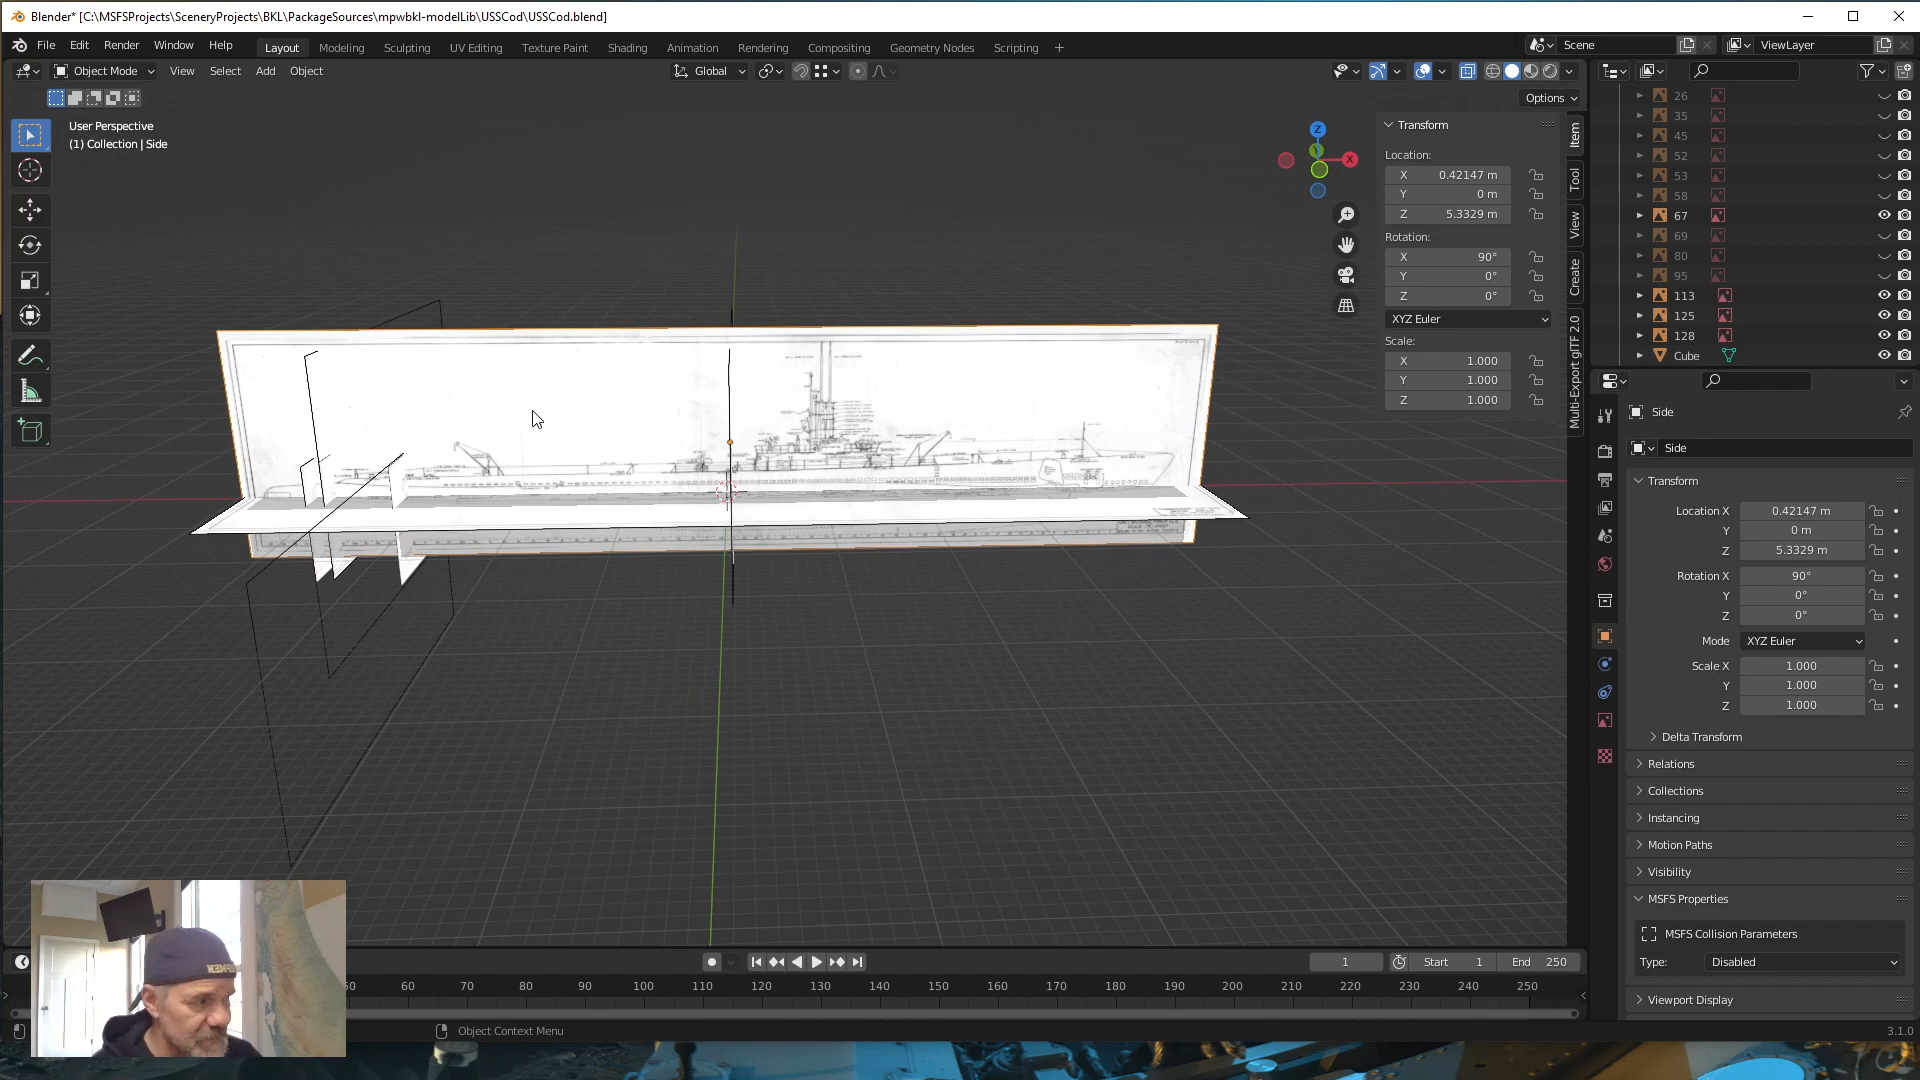 Blender* [C:\MSFSProjects\SceneryProjects\BKL\PackageSources\mpwbkl-modelLib\USSCod\USSCod.blend]
File Edit Render Window Help Layout Modeling Sculpting UV Editing Texture Paint Shading Animation Rendering Compositing Geometry Nodes Scripting + Scene ViewLayer
Object Mode View Select Add Object Global
Options
User Perspective
(1) Collection | Side
Z
Y
X
Transform
Location:
X 0.42147 m
Y 0 m
Z 5.3329 m
Rotation:
X 90°
Y 0°
Z 0°
XYZ Euler
Scale:
X 1.000
Y 1.000
Z 1.000
Item
Tool
View
Create
Multi-Export glTF 2.0
26
35
45
52
53
58
67
69
80
95
113
125
128
Cube
Side
Side
Transform
Location X 0.42147 m
Y 0 m
Z 5.3329 m
Rotation X 90°
Y 0°
Z 0°
Mode XYZ Euler
Scale X 1.000
Y 1.000
Z 1.000
Delta Transform
Relations
Collections
Instancing
Motion Paths
Visibility
MSFS Properties
MSFS Collision Parameters
Type: Disabled
Viewport Display
1 Start 1 End 250
50 60 70 80 90 100 110 120 130 140 150 160 170 180 190 200 210 220 230 240 250
Object Context Menu
3.1.0